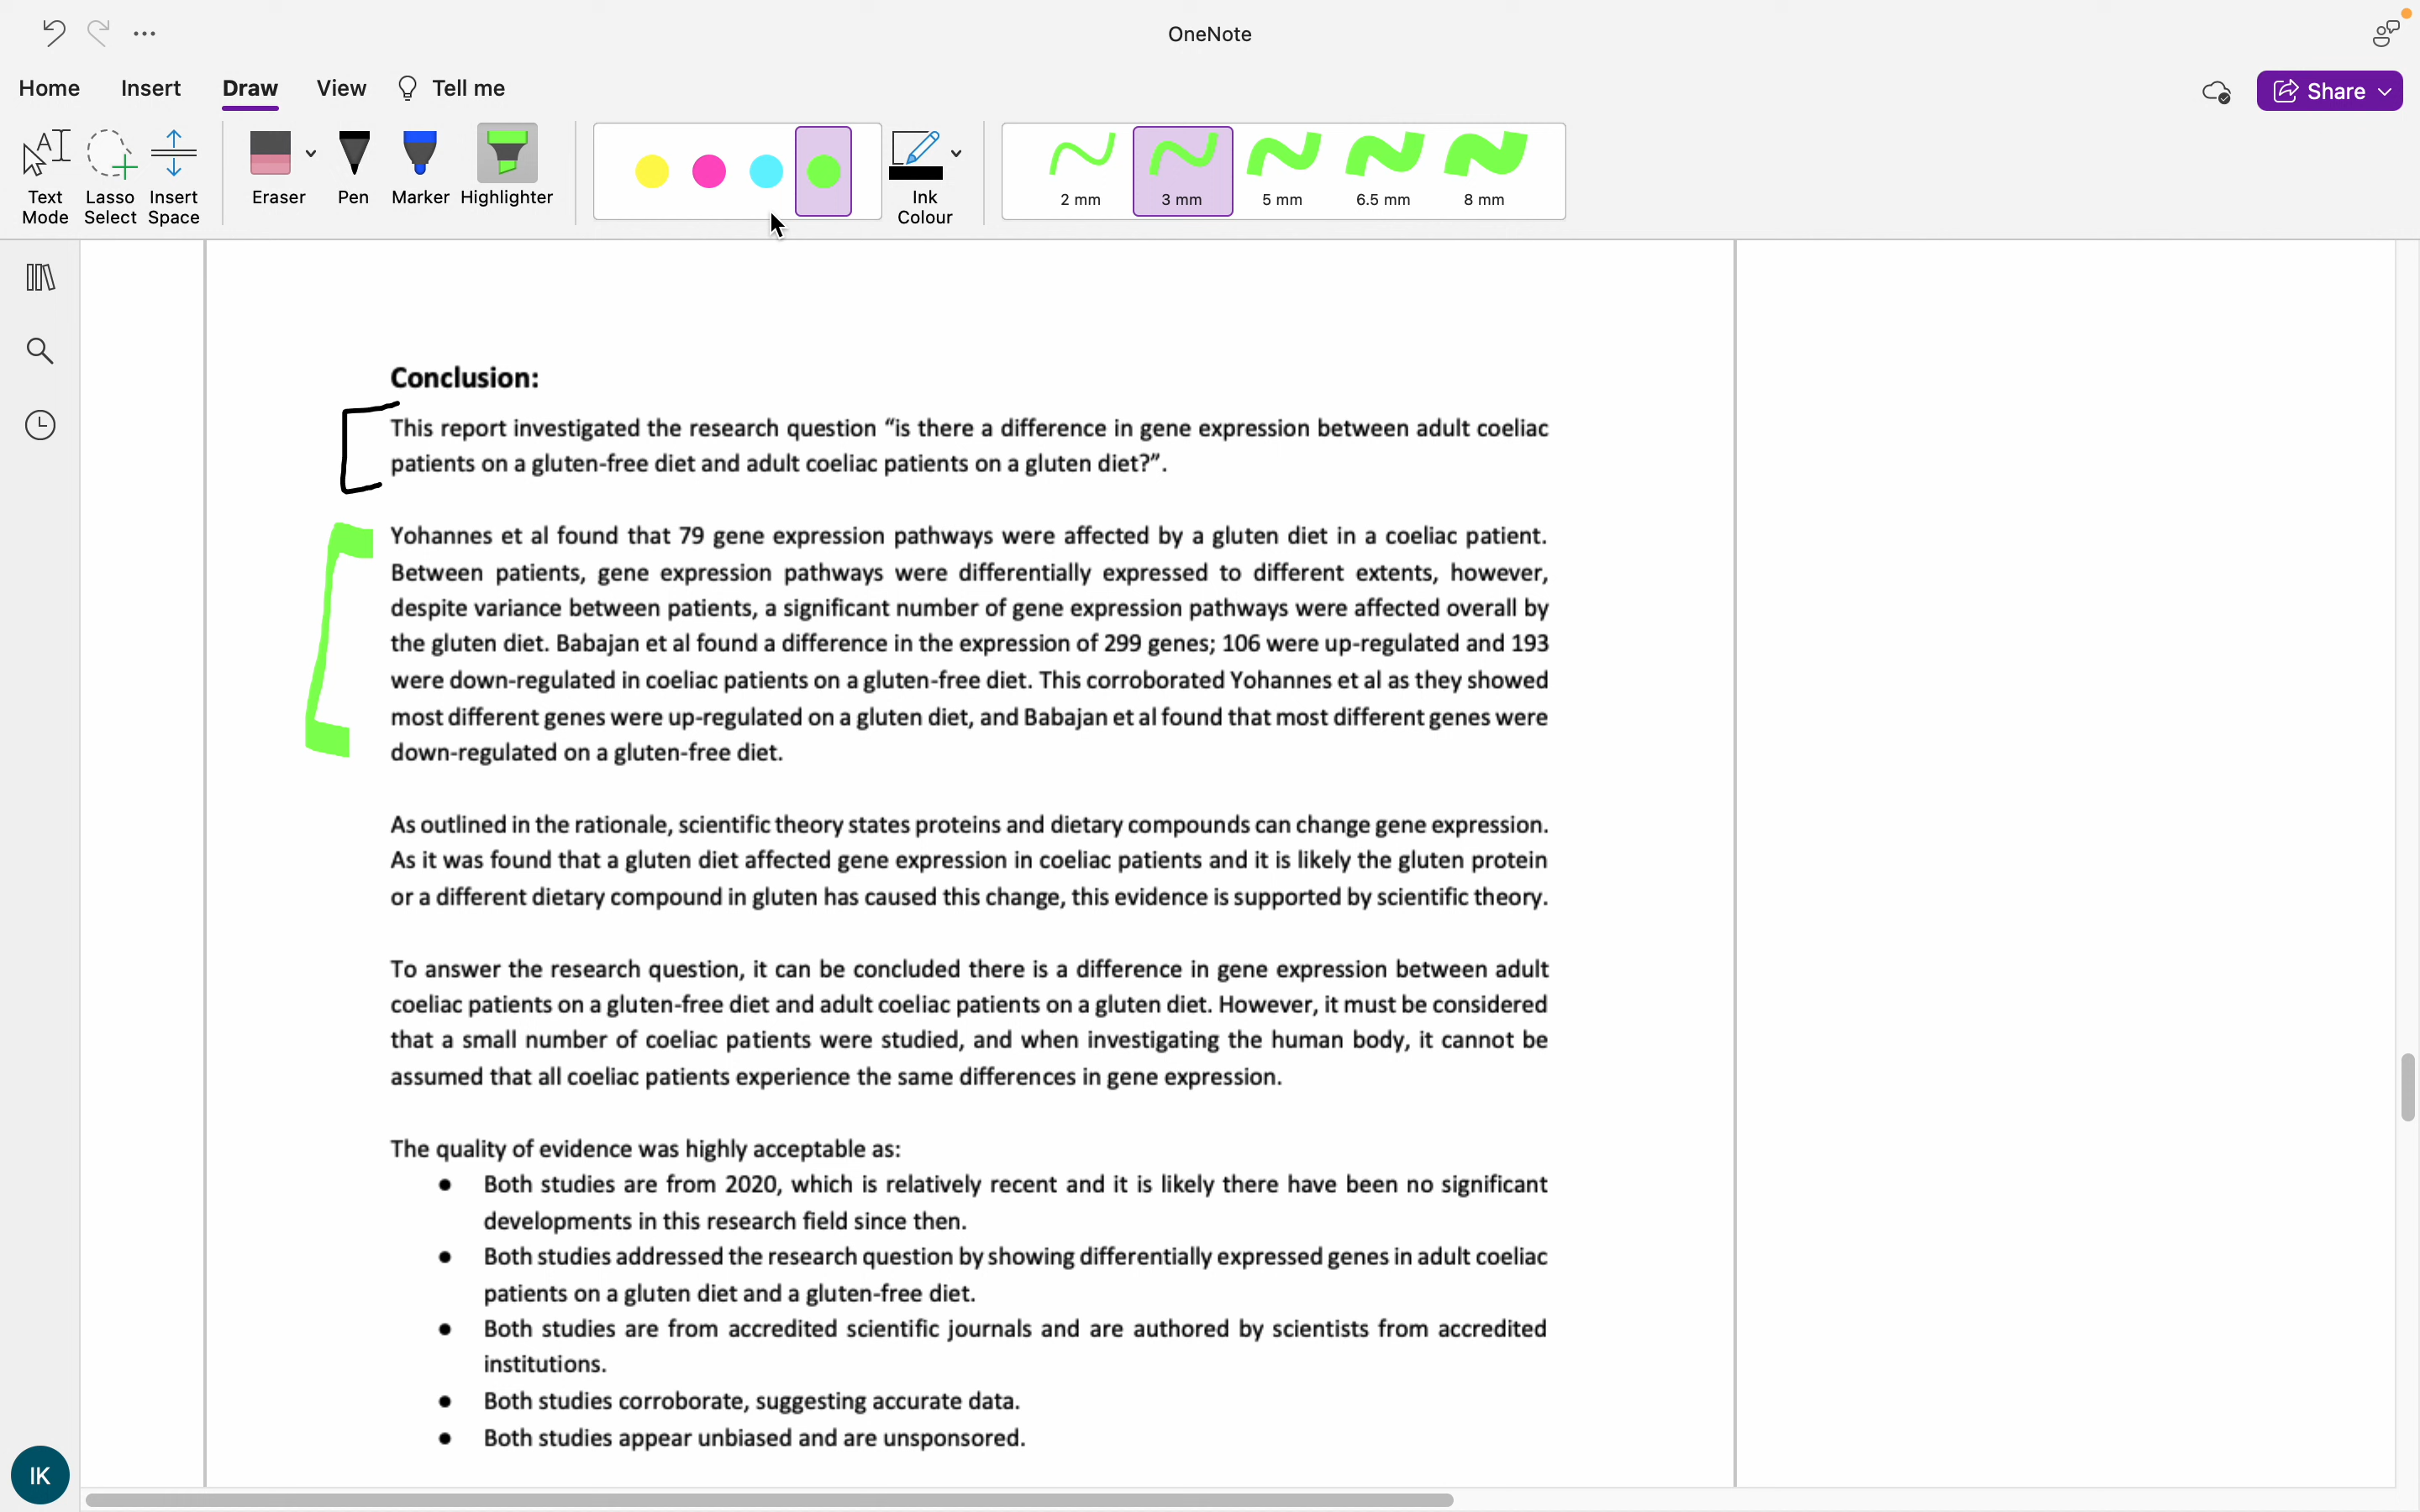 OneNote
Home Insert Draw View Tell me
Share
Text Mode
Lasso Select
Insert Space
Eraser
Pen
Marker
Highlighter
Ink Colour
2 mm
3 mm
5 mm
6.5 mm
8 mm
Conclusion:
This report investigated the research question “is there a difference in gene expression between adult coeliac
patients on a gluten-free diet and adult coeliac patients on a gluten diet?”.
Yohannes et al found that 79 gene expression pathways were affected by a gluten diet in a coeliac patient.
Between patients, gene expression pathways were differentially expressed to different extents, however,
despite variance between patients, a significant number of gene expression pathways were affected overall by
the gluten diet. Babajan et al found a difference in the expression of 299 genes; 106 were up-regulated and 193
were down-regulated in coeliac patients on a gluten-free diet. This corroborated Yohannes et al as they showed
most different genes were up-regulated on a gluten diet, and Babajan et al found that most different genes were
down-regulated on a gluten-free diet.
As outlined in the rationale, scientific theory states proteins and dietary compounds can change gene expression.
As it was found that a gluten diet affected gene expression in coeliac patients and it is likely the gluten protein
or a different dietary compound in gluten has caused this change, this evidence is supported by scientific theory.
To answer the research question, it can be concluded there is a difference in gene expression between adult
coeliac patients on a gluten-free diet and adult coeliac patients on a gluten diet. However, it must be considered
that a small number of coeliac patients were studied, and when investigating the human body, it cannot be
assumed that all coeliac patients experience the same differences in gene expression.
The quality of evidence was highly acceptable as:
● Both studies are from 2020, which is relatively recent and it is likely there have been no significant
developments in this research field since then.
● Both studies addressed the research question by showing differentially expressed genes in adult coeliac
patients on a gluten diet and a gluten-free diet.
● Both studies are from accredited scientific journals and are authored by scientists from accredited
institutions.
● Both studies corroborate, suggesting accurate data.
● Both studies appear unbiased and are unsponsored.
IK